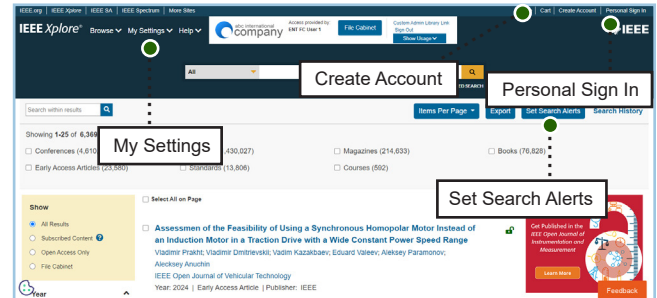 IEEE.org | IEEE Xplore | IEEE SA | IEEE Spectrum | More Sites
Cart | Create Account | Personal Sign In
IEEE Xplore® Browse My Settings Help
abc international company
Access provided by:
ENT FC User 1
File Cabinet
Custom Admin Library Link
Sign Out
Show Usage
IEEE
All
ED SEARCH
Create Account
Personal Sign In
Search within results
Items Per Page
Export
Set Search Alerts
Search History
Showing 1-25 of 6,369
My Settings
Conferences (4,610
,430,027)
Magazines (214,633)
Books (76,828)
Early Access Articles (23,580)
Standards (13,806)
Courses (592)
Set Search Alerts
Show
All Results
Subscribed Content
Open Access Only
File Cabinet
Year
Select All on Page
Assessmen of the Feasibility of Using a Synchronous Homopolar Motor Instead of
an Induction Motor in a Traction Drive with a Wide Constant Power Speed Range
Vladimir Prakht; Vladimir Dmitrievskii; Vadim Kazakbaev; Eduard Valeev; Aleksey Paramonov;
Alecksey Anuchin
IEEE Open Journal of Vehicular Technology
Year: 2024 | Early Access Article | Publisher: IEEE
Get Published in the
IEEE Open Journal of
Instrumentation and
Measurement
Learn More
Feedback